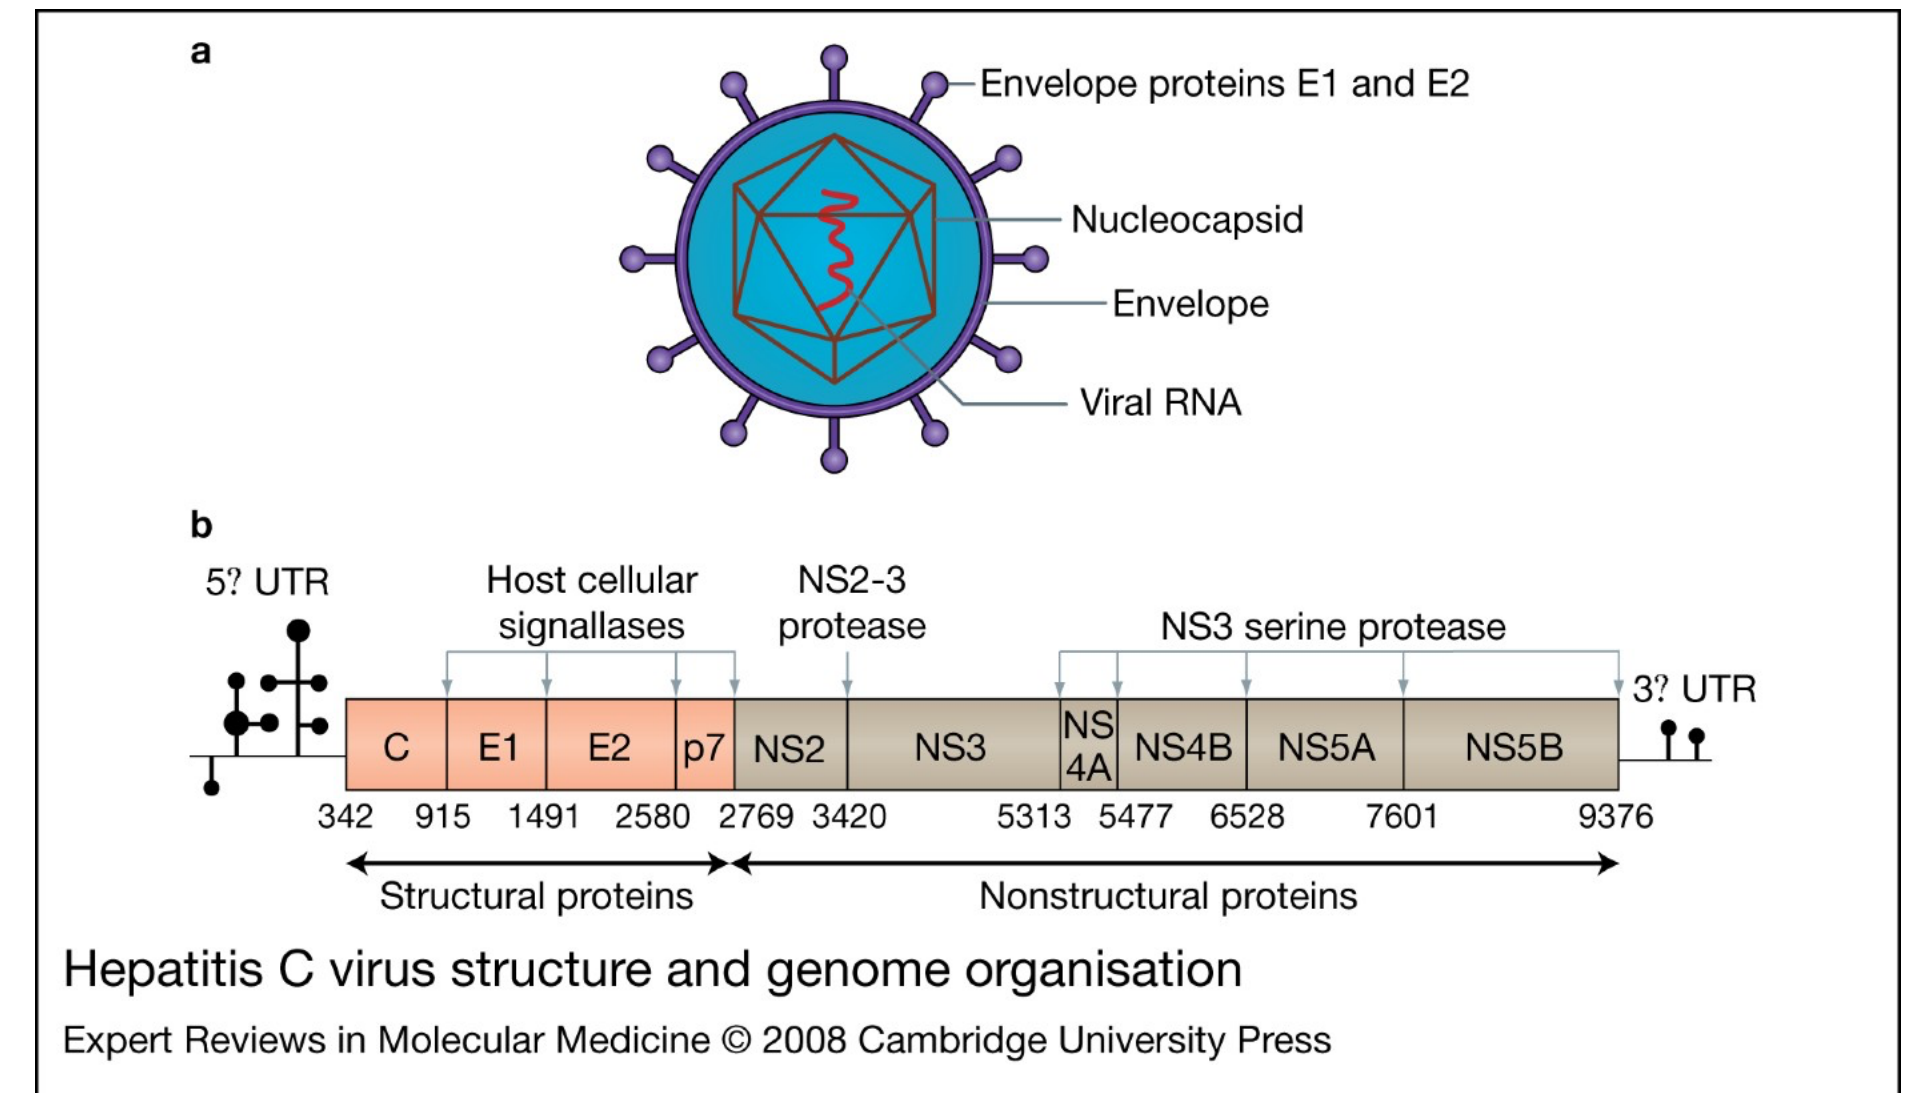 a
Envelope proteins E1 and E2
Nucleocapsid
Envelope
Viral RNA
b
5? UTR
Host cellular
signallases
NS2-3
protease
NS3 serine protease
3? UTR
C E1 E2 p7 NS2 NS3 NS 4A NS4B NS5A NS5B
342 915 1491 2580 2769 3420 5313 5477 6528 7601 9376
Structural proteins Nonstructural proteins
Hepatitis C virus structure and genome organisation
Expert Reviews in Molecular Medicine © 2008 Cambridge University Press